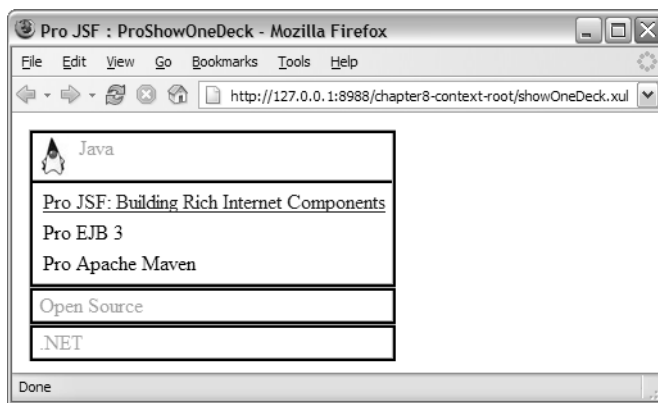 Pro JSF : ProShowOneDeck - Mozilla Firefox
File Edit View Go Bookmarks Tools Help
http://127.0.0.1:8988/chapter8-context-root/showOneDeck.xul
Java
Pro JSF: Building Rich Internet Components
Pro EJB 3
Pro Apache Maven
Open Source
.NET
Done